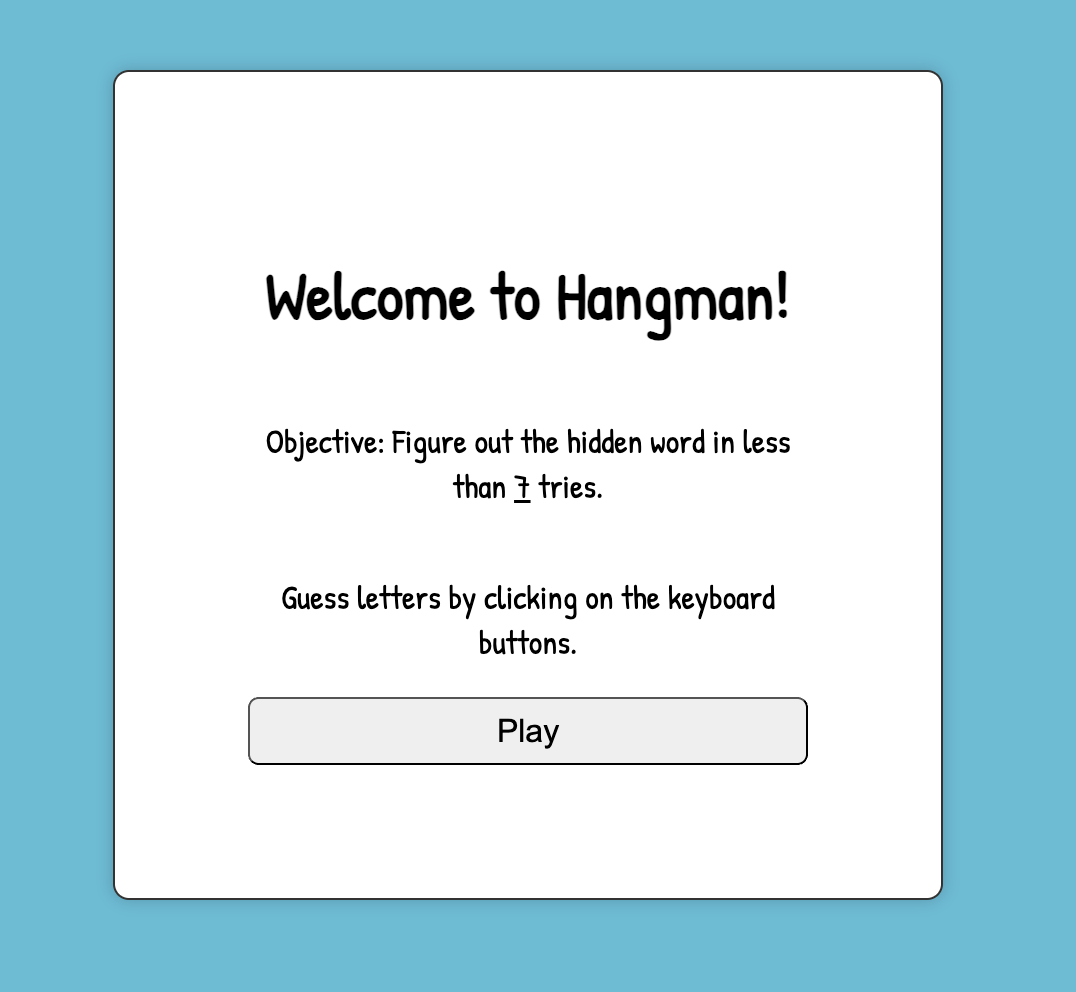 Welcome to Hangman!
Objective: Figure out the hidden word in less
than 7 tries.
Guess letters by clicking on the keyboard
buttons.
Play